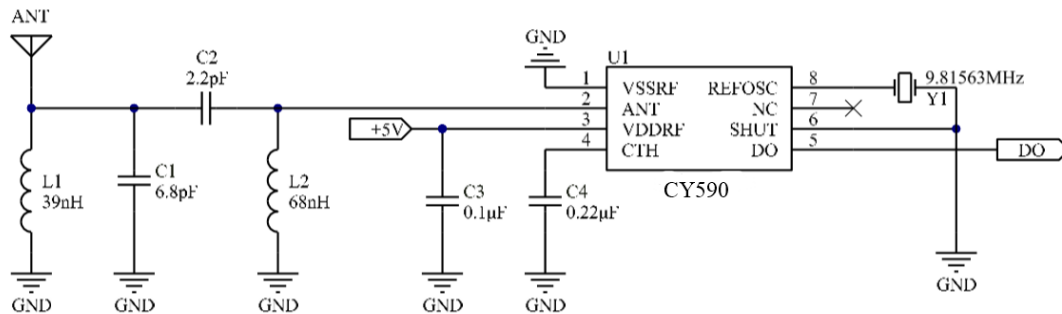 ANT
C2
2.2pF
L1
39nH
C1
6.8pF
L2
68nH
GND
GND
GND
+5V
C3
0.1μF
C4
0.22μF
GND
GND
GND
U1
1 VSSRF REFOSC 8
2 ANT NC 7
3 VDDRF SHUT 6
4 CTH DO 5
CY590
9.81563MHz
Y1
DO
GND